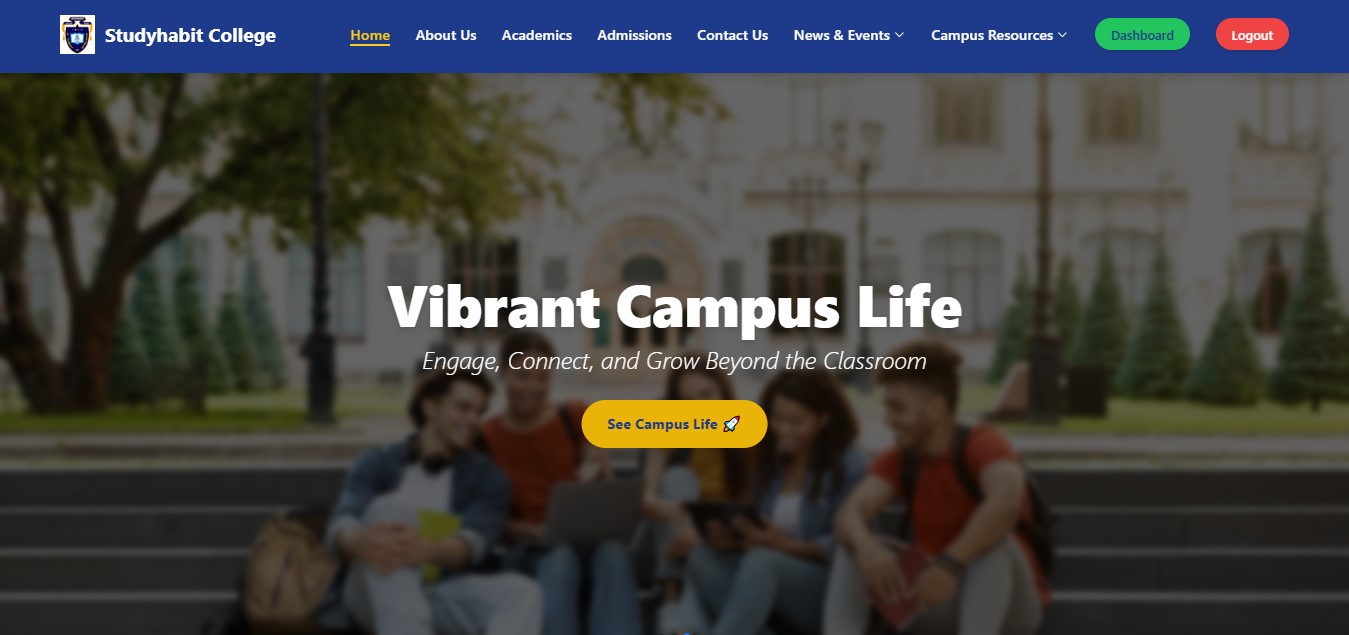 Studyhabit College
Home About Us Academics Admissions Contact Us News & Events Campus Resources Dashboard Logout
Vibrant Campus Life
Engage, Connect, and Grow Beyond the Classroom
See Campus Life 🚀